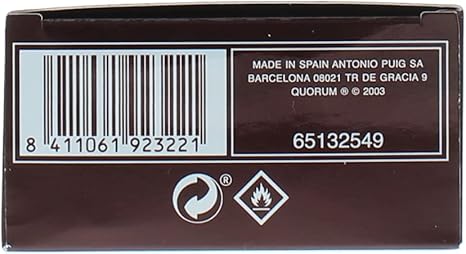 MADE IN SPAIN ANTONIO PUIG SA
BARCELONA 08021 TR DE GRACIA 9
QUORUM ® © 2003
65132549
8 411061 923221
®